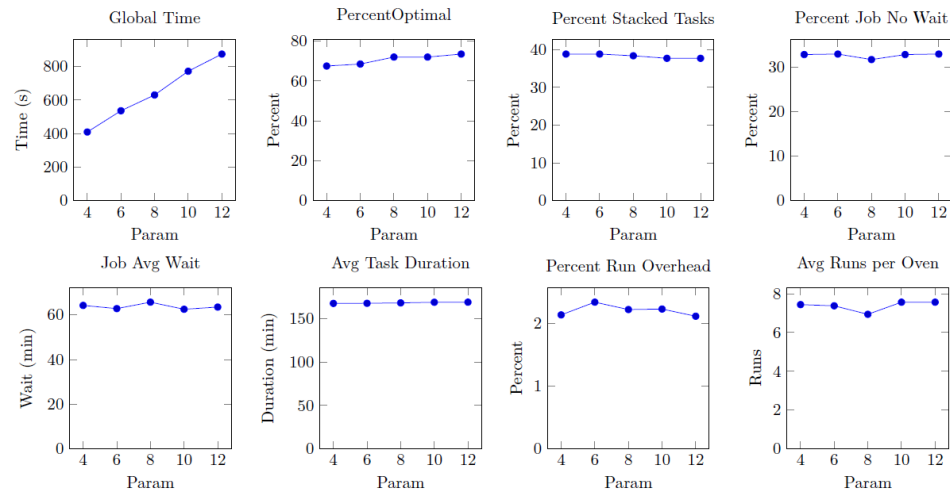 Global Time
Time (s)
800
600
400
200
0
4 6 8 10 12
Param
PercentOptimal
Percent
80
60
40
20
0
4 6 8 10 12
Param
Percent Stacked Tasks
Percent
40
30
20
10
0
4 6 8 10 12
Param
Percent Job No Wait
Percent
30
20
10
0
4 6 8 10 12
Param
Job Avg Wait
Wait (min)
60
40
20
0
4 6 8 10 12
Param
Avg Task Duration
Duration (min)
150
100
50
0
4 6 8 10 12
Param
Percent Run Overhead
Percent
2
1
0
4 6 8 10 12
Param
Avg Runs per Oven
Runs
8
6
4
2
0
4 6 8 10 12
Param